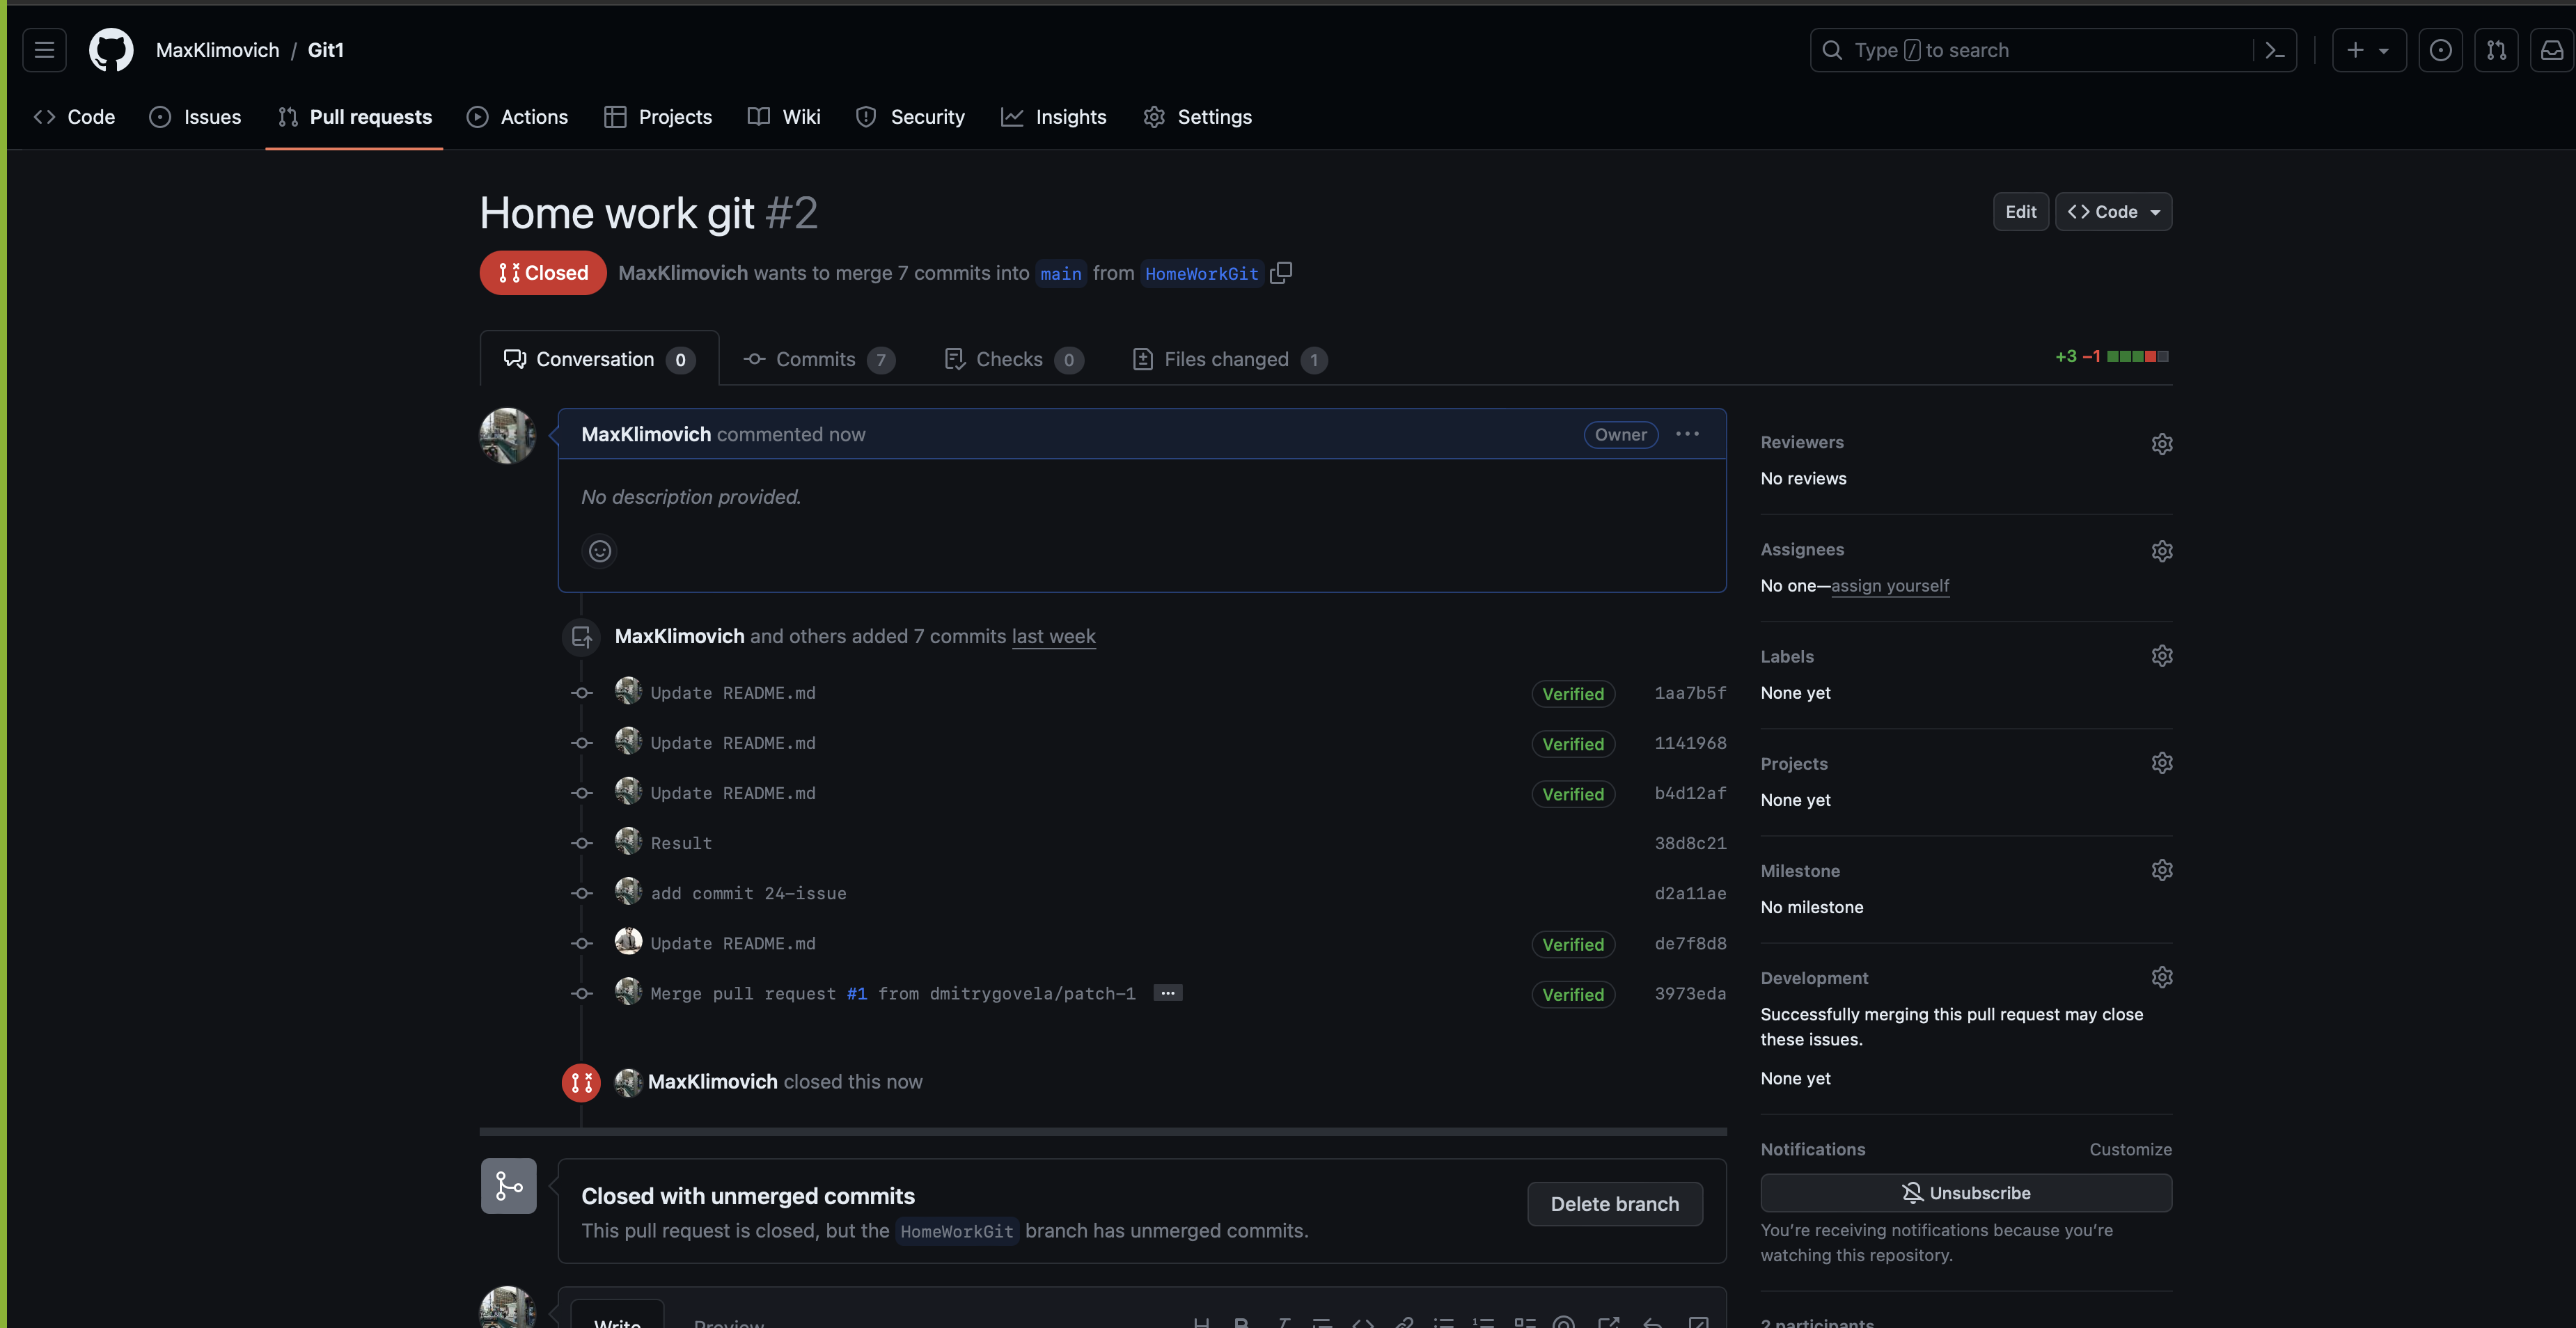 MaxKlimovich / Git1
Type / to search
Code Issues Pull requests Actions Projects Wiki Security Insights Settings
Home work git #2
Edit
Code
Closed
MaxKlimovich wants to merge 7 commits into main from HomeWorkGit
Conversation 0
Commits 7
Checks 0
Files changed 1
+3 −1
MaxKlimovich commented now
Owner
No description provided.
MaxKlimovich and others added 7 commits last week
Update README.md Verified 1aa7b5f
Update README.md Verified 1141968
Update README.md Verified b4d12af
Result 38d8c21
add commit 24-issue d2a11ae
Update README.md Verified de7f8d8
Merge pull request #1 from dmitrygovela/patch-1 ... Verified 3973eda
MaxKlimovich closed this now
Closed with unmerged commits
This pull request is closed, but the HomeWorkGit branch has unmerged commits.
Delete branch
Write Preview
Reviewers
No reviews
Assignees
No one—assign yourself
Labels
None yet
Projects
None yet
Milestone
No milestone
Development
Successfully merging this pull request may close
these issues.
None yet
Notifications
Customize
Unsubscribe
You're receiving notifications because you're
watching this repository.
2 participants